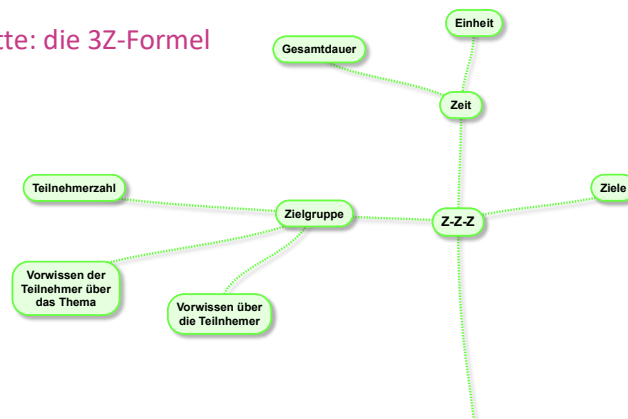 tte: die 3Z-Formel
Einheit
Gesamtdauer
Zeit
Teilnehmerzahl
Zielgruppe
Z-Z-Z
Ziele
Vorwissen der
Teilnehmer über
das Thema
Vorwissen über
die Teilnhemer